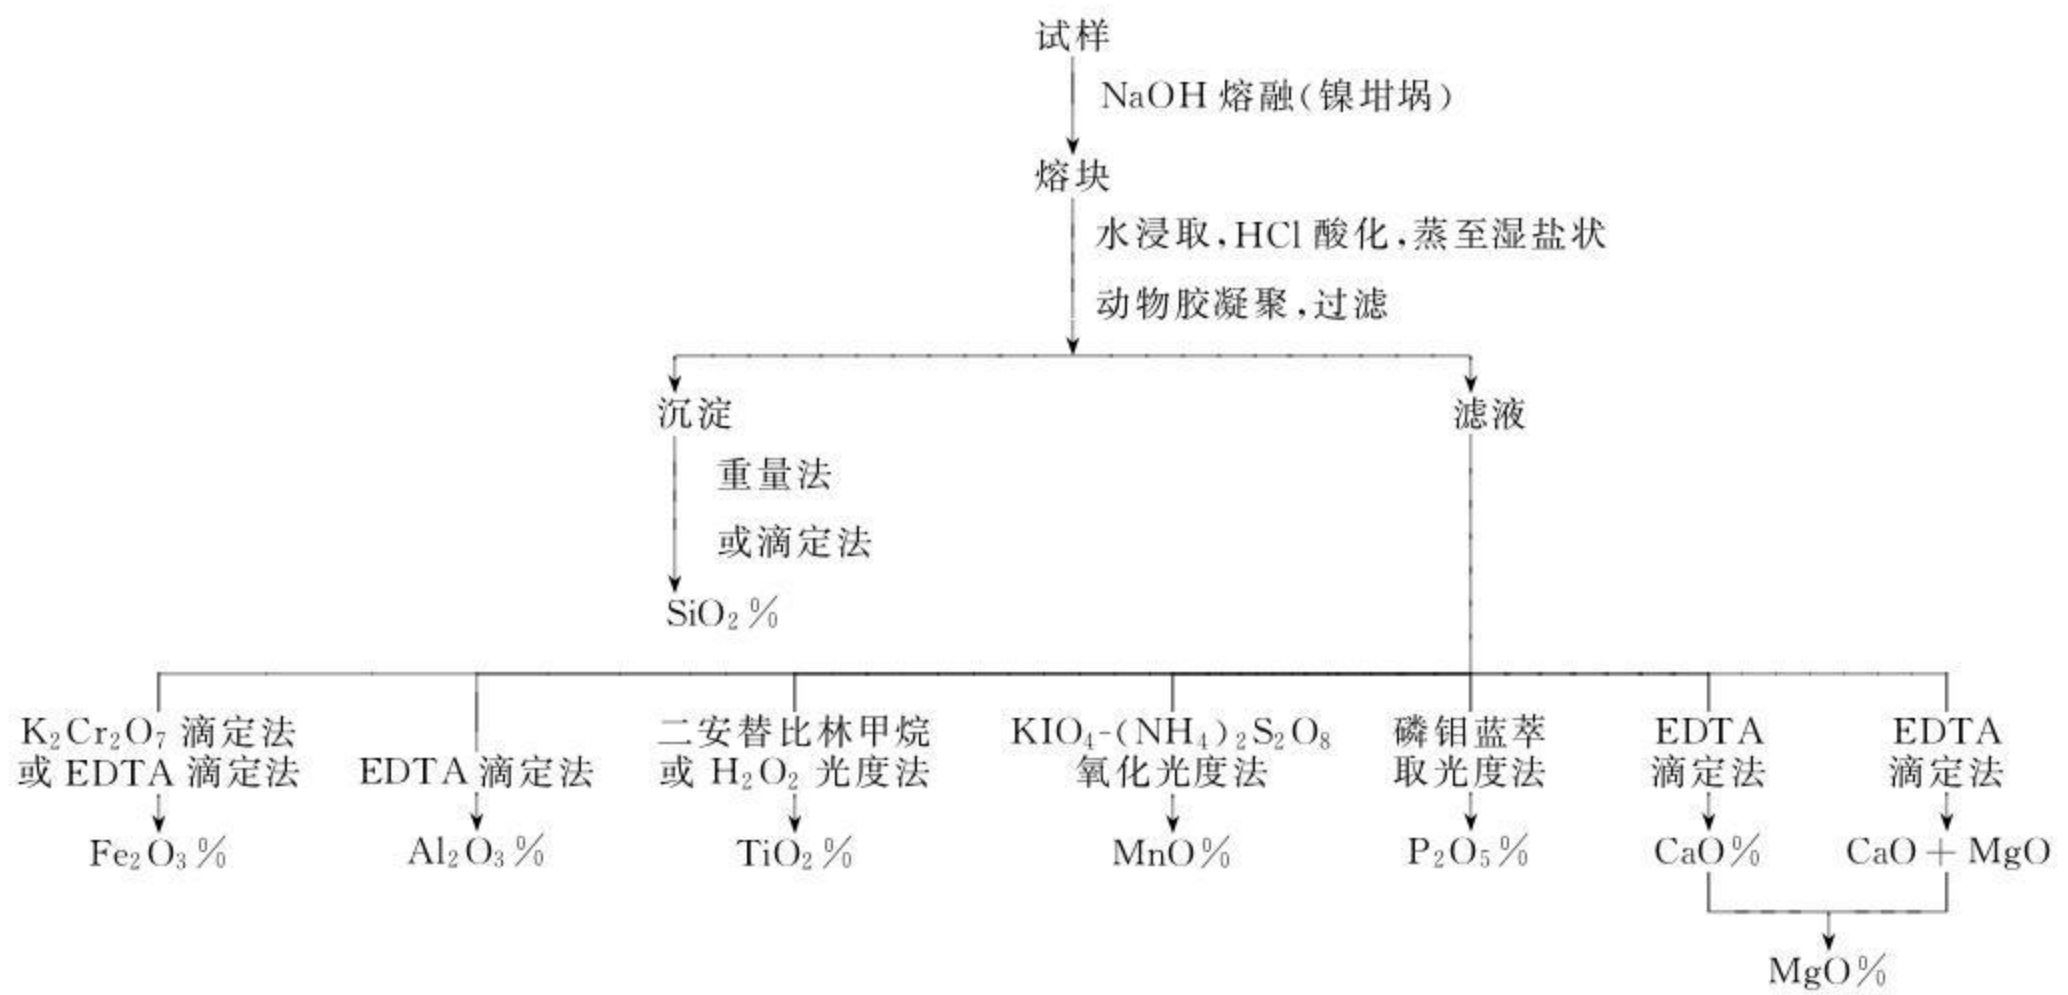 试样
NaOH 熔融(镍坩埚)
熔块
水浸取,HCl 酸化,蒸至湿盐状
动物胶凝聚,过滤
沉淀
滤液
重量法
或滴定法
SiO₂%
K₂Cr₂O₇ 滴定法
或 EDTA 滴定法
EDTA 滴定法
二安替比林甲烷
或 H₂O₂ 光度法
KIO₄-(NH₄)₂S₂O₈
氧化光度法
磷钼蓝萃
取光度法
EDTA
滴定法
EDTA
滴定法
Fe₂O₃%
Al₂O₃%
TiO₂%
MnO%
P₂O₅%
CaO%
CaO+MgO
MgO%